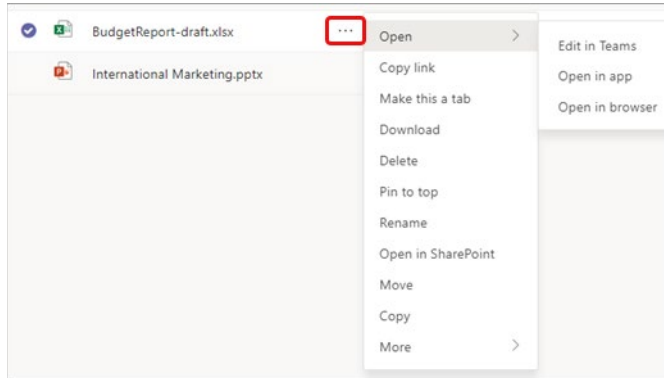 BudgetReport-draft.xlsx
International Marketing.pptx
Open
Copy link
Make this a tab
Download
Delete
Pin to top
Rename
Open in SharePoint
Move
Copy
More
Edit in Teams
Open in app
Open in browser